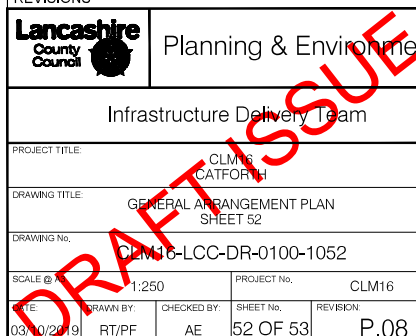 REVISIONS
Lancashire
County
Council
Planning & Environme
Infrastructure Delivery Team
PROJECT TITLE:
CLM16
CATFORTH
DRAWING TITLE:
GENERAL ARRANGEMENT PLAN
SHEET 52
DRAWING No.
CLM16-LCC-DR-0100-1052
SCALE @ A3
1:250
PROJECT No.
CLM16
DATE:
03/10/2019
DRAWN BY:
RT/PF
CHECKED BY:
AE
SHEET No.
52 OF 53
REVISION:
P.08
DRAFT ISSUE